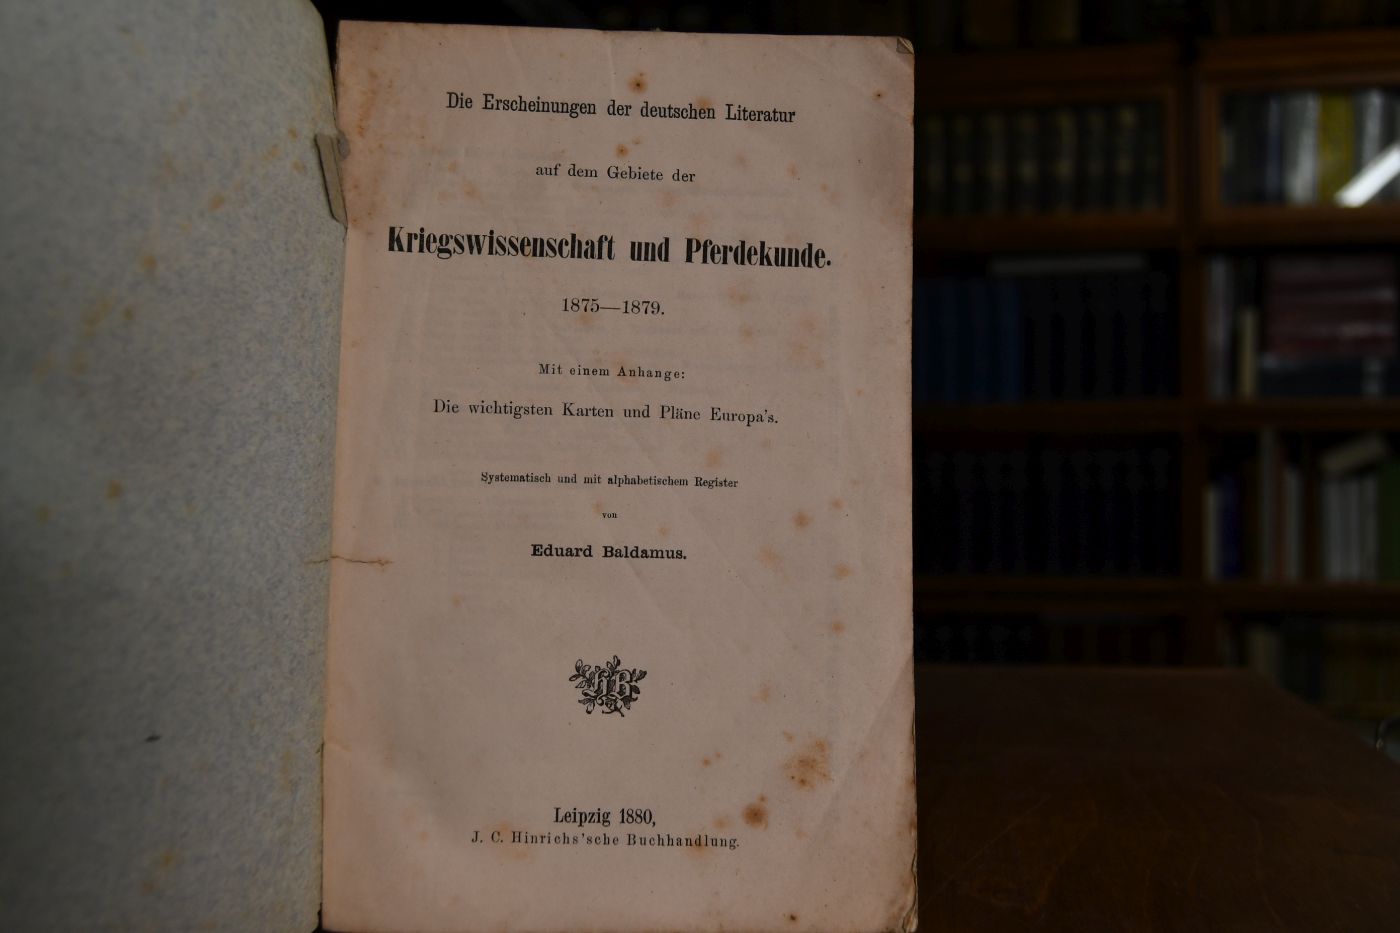 Die Erscheinungen der deutschen Literatur
auf dem Gebiete der
Kriegswissenschaft und Pferdekunde.
1875—1879.
Mit einem Anhange:
Die wichtigsten Karten und Pläne Europa's.
Systematisch und mit alphabetischem Register
von
Eduard Baldamus.
HB
Leipzig 1880,
J. C. Hinrichs'sche Buchhandlung.